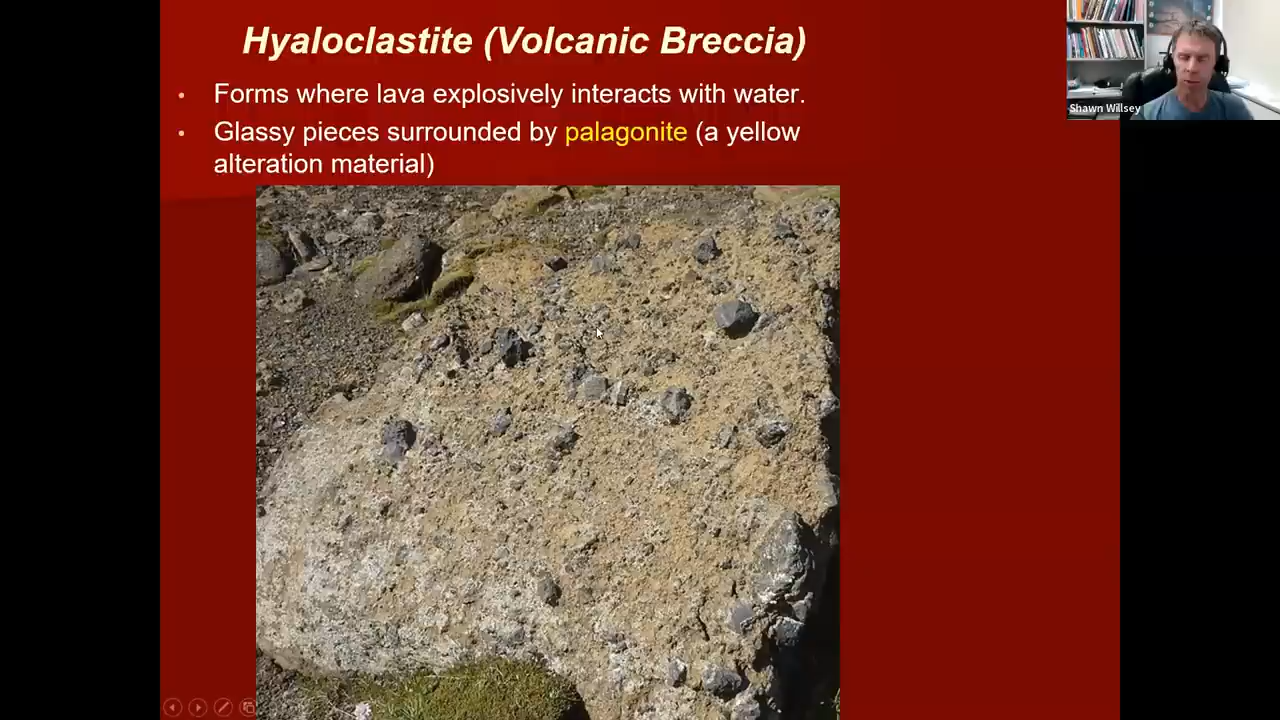 Hyaloclastite (Volcanic Breccia)
• Forms where lava explosively interacts with water.
• Glassy pieces surrounded by palagonite (a yellow
alteration material)
Shawn Willsey